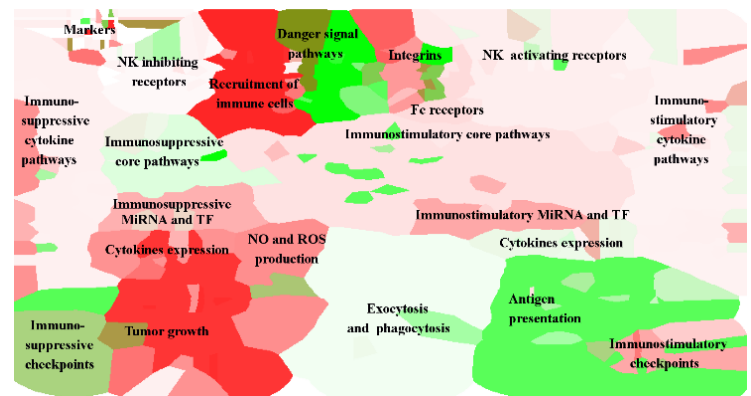 Markers
NK inhibiting
receptors
Danger signal
pathways
Integrins
NK activating receptors
Recruitment of
immune cells
Fc receptors
Immuno-
suppressive
cytokine
pathways
Immunosuppressive
core pathways
Immunostimulatory core pathways
Immuno-
stimulatory
cytokine
pathways
Immunosuppressive
MiRNA and TF
Immunostimulatory MiRNA and TF
Cytokines expression
NO and ROS
production
Cytokines expression
Immuno-
suppressive
checkpoints
Tumor growth
Exocytosis
and phagocytosis
Antigen
presentation
Immunostimulatory
checkpoints